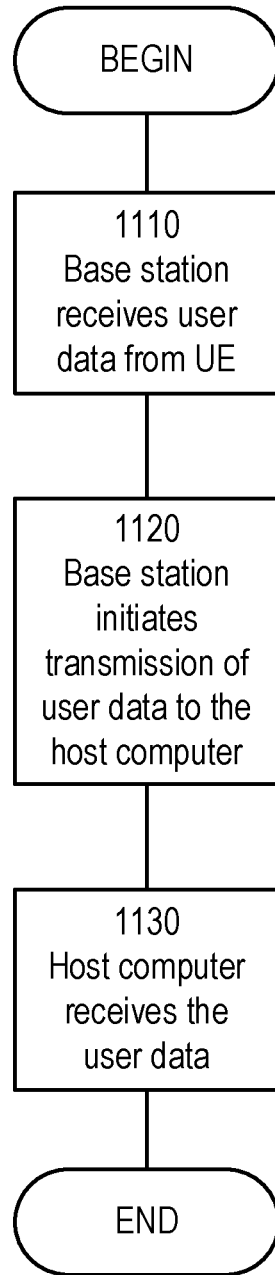 BEGIN
1110
Base station
receives user
data from UE
1120
Base station
initiates
transmission of
user data to the
host computer
1130
Host computer
receives the
user data
END